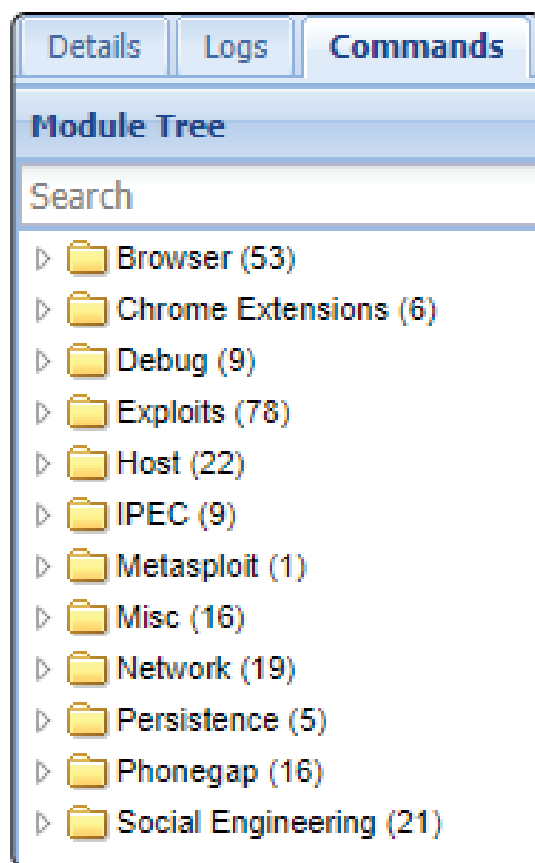 Details Logs Commands
Module Tree
Search
Browser (53)
Chrome Extensions (6)
Debug (9)
Exploits (78)
Host (22)
IPEC (9)
Metasploit (1)
Misc (16)
Network (19)
Persistence (5)
Phonegap (16)
Social Engineering (21)